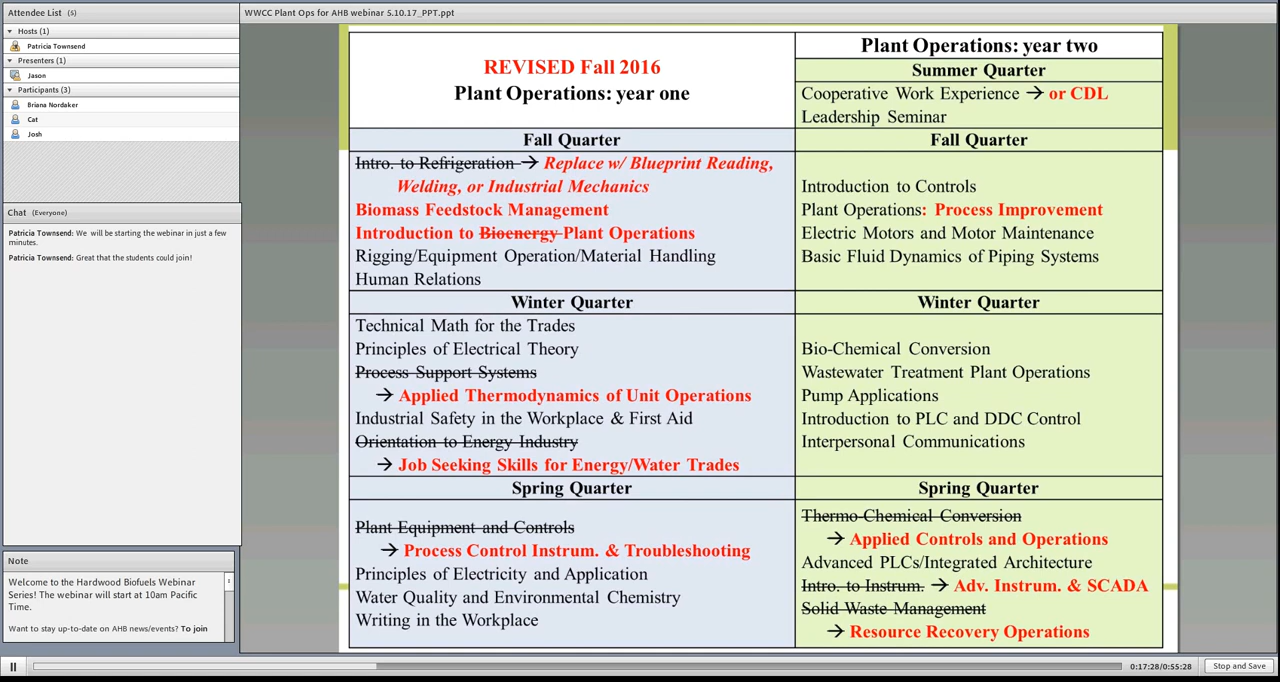 Attendee List (5)
Hosts (1)
Patricia Townsend
Presenters (1)
Jason
Participants (3)
Briana Nordaker
Cat
Josh
Chat (Everyone)
Patricia Townsend: We will be starting the webinar in just a few
minutes.
Patricia Townsend: Great that the students could join!
Note
Welcome to the Hardwood Biofuels Webinar
Series! The webinar will start at 10am Pacific
Time.
Want to stay up-to-date on AHB news/events? To join
WWCC Plant Ops for AHB webinar 5.10.17_PPT.ppt
REVISED Fall 2016
Plant Operations: year one
Fall Quarter
Intro. to Refrigeration → Replace w/ Blueprint Reading,
Welding, or Industrial Mechanics
Biomass Feedstock Management
Introduction to Bioenergy Plant Operations
Rigging/Equipment Operation/Material Handling
Human Relations
Winter Quarter
Technical Math for the Trades
Principles of Electrical Theory
Process Support Systems
→ Applied Thermodynamics of Unit Operations
Industrial Safety in the Workplace & First Aid
Orientation to Energy Industry
→ Job Seeking Skills for Energy/Water Trades
Spring Quarter
Plant Equipment and Controls
→ Process Control Instrum. & Troubleshooting
Principles of Electricity and Application
Water Quality and Environmental Chemistry
Writing in the Workplace
Plant Operations: year two
Summer Quarter
Cooperative Work Experience → or CDL
Leadership Seminar
Fall Quarter
Introduction to Controls
Plant Operations: Process Improvement
Electric Motors and Motor Maintenance
Basic Fluid Dynamics of Piping Systems
Winter Quarter
Bio-Chemical Conversion
Wastewater Treatment Plant Operations
Pump Applications
Introduction to PLC and DDC Control
Interpersonal Communications
Spring Quarter
Thermo-Chemical Conversion
→ Applied Controls and Operations
Advanced PLCs/Integrated Architecture
Intro. to Instrum. → Adv. Instrum. & SCADA
Solid Waste Management
→ Resource Recovery Operations
0:17:28/0:55:28
Stop and Save